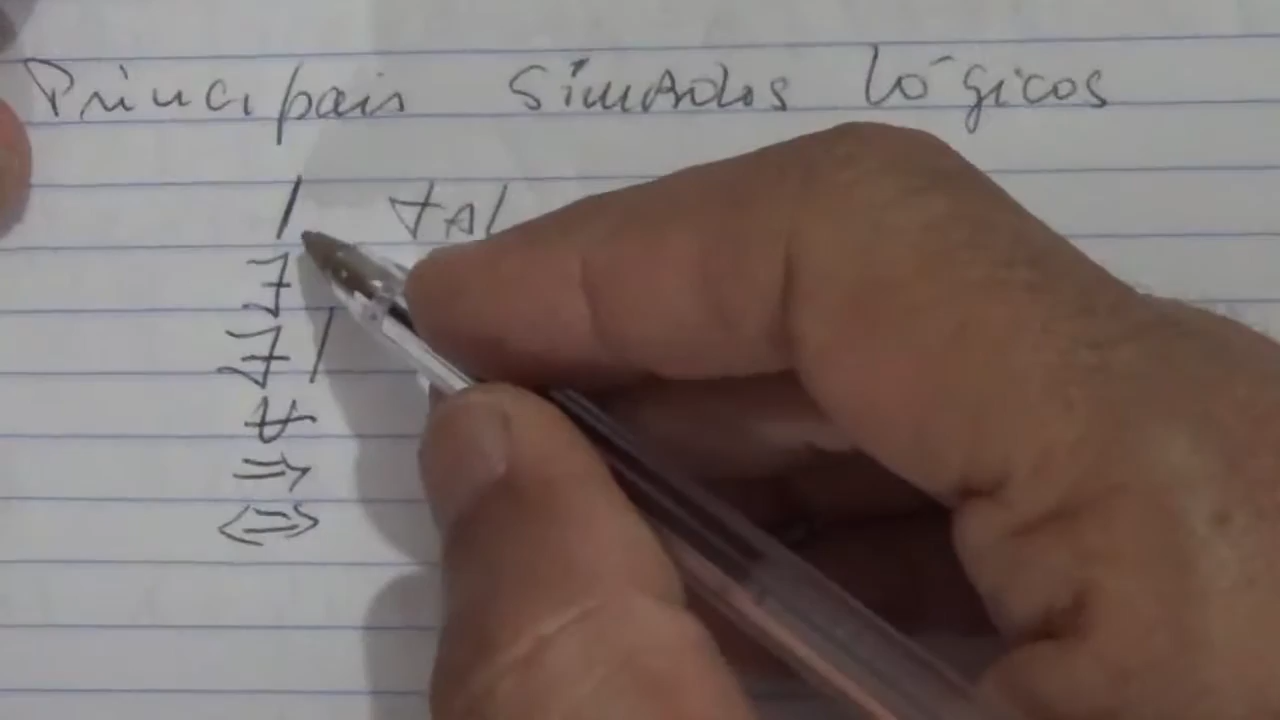 Principais Símbolos lógicos
| tal
∃
∃|
∀
⇒
⇔